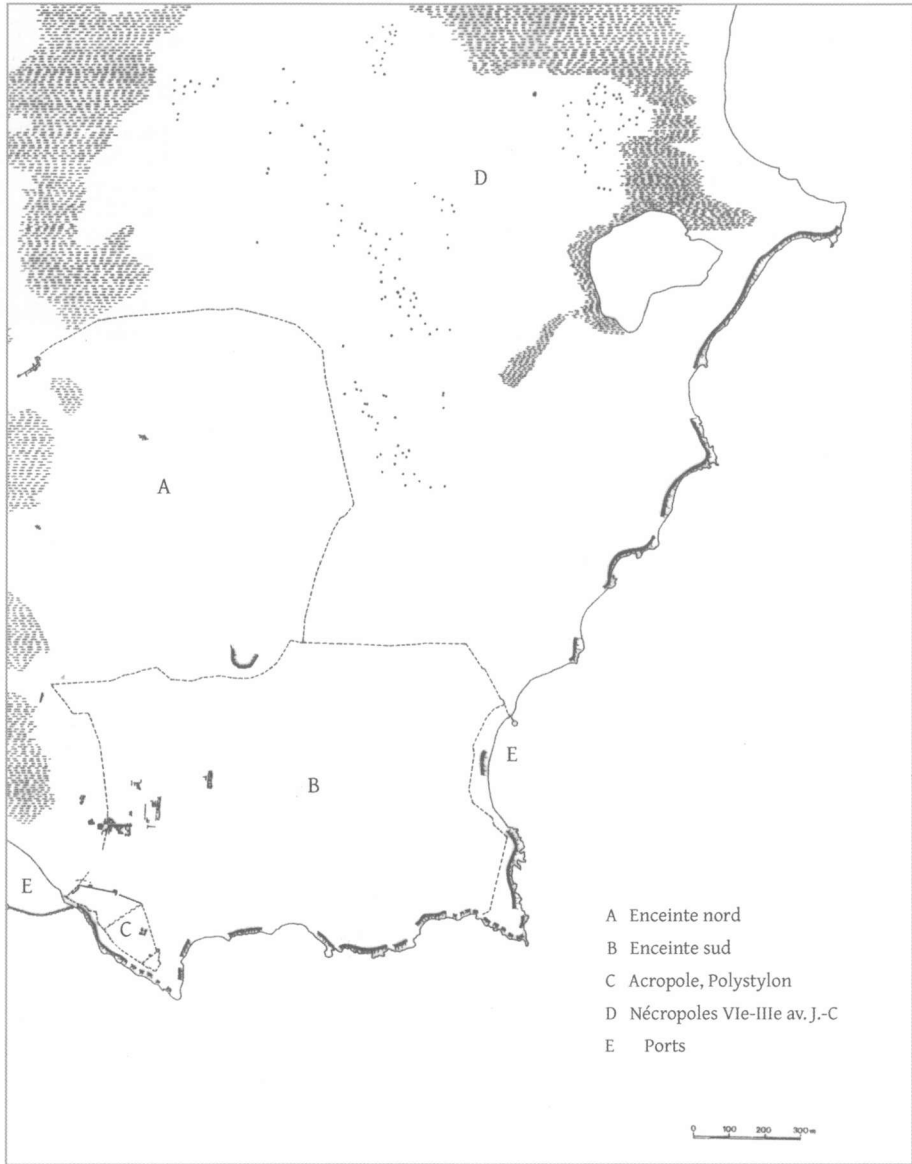 D
A
B
E
E
C
A Enceinte nord
B Enceinte sud
C Acropole, Polystylon
D Nécropoles VIe-IIIe av. J.-C
E Ports
0 100 200 300 m